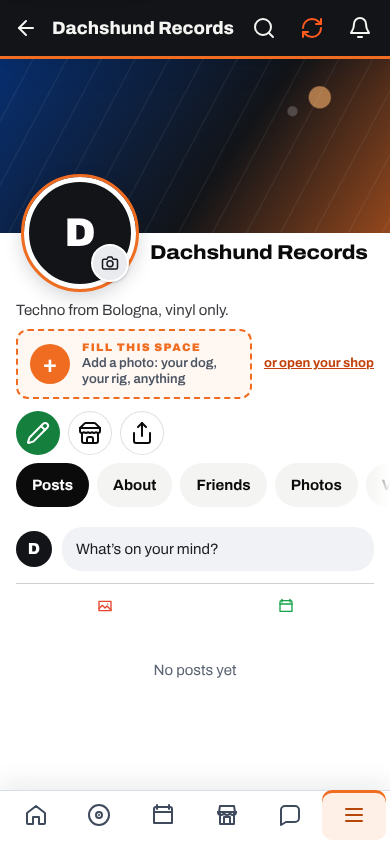 Dachshund Records
D
Dachshund Records
Techno from Bologna, vinyl only.
FILL THIS SPACE
Add a photo: your dog,
your rig, anything
or open your shop
Posts About Friends Photos
D
What's on your mind?
No posts yet